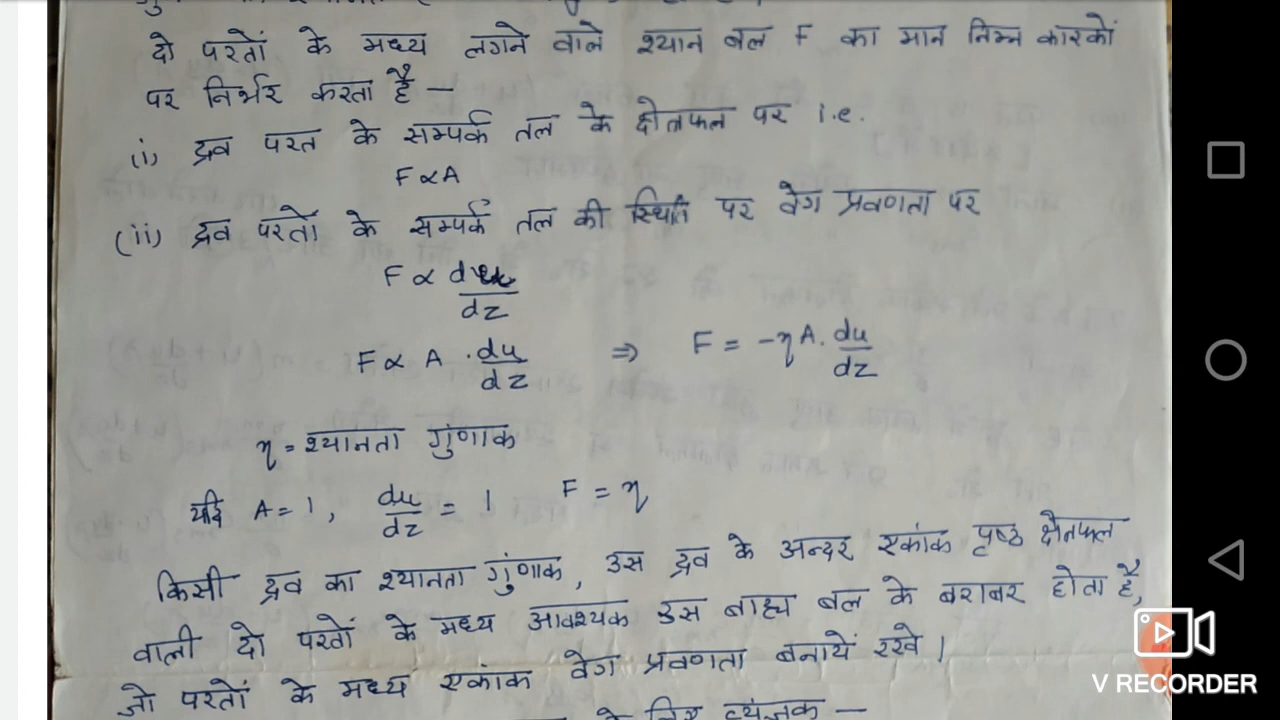 दो परतों के मध्य लगने वाले श्यान बल F का मान निम्न कारकों
पर निर्भर करता है —
(i) द्रव परत के सम्पर्क तल के क्षेत्रफल पर i.e.
F ∝ A
(ii) द्रव परतों के सम्पर्क तल की स्थिति पर वेग प्रवणता पर
F ∝ du/dz
F ∝ A . du/dz ⇒ F = -η A. du/dz
η = श्यानता गुंणाक
यदि A = 1, du/dz = 1 F = η
किसी द्रव का श्यानता गुंणाक, उस द्रव के अन्दर एकांक पृष्ठ क्षेत्रफल
वाली दो परतों के मध्य आवश्यक उस बाह्य बल के बराबर होता है,
जो परतों के मध्य एकांक वेग प्रवणता बनायें रखे।
के लिए व्यंजक —
V RECORDER